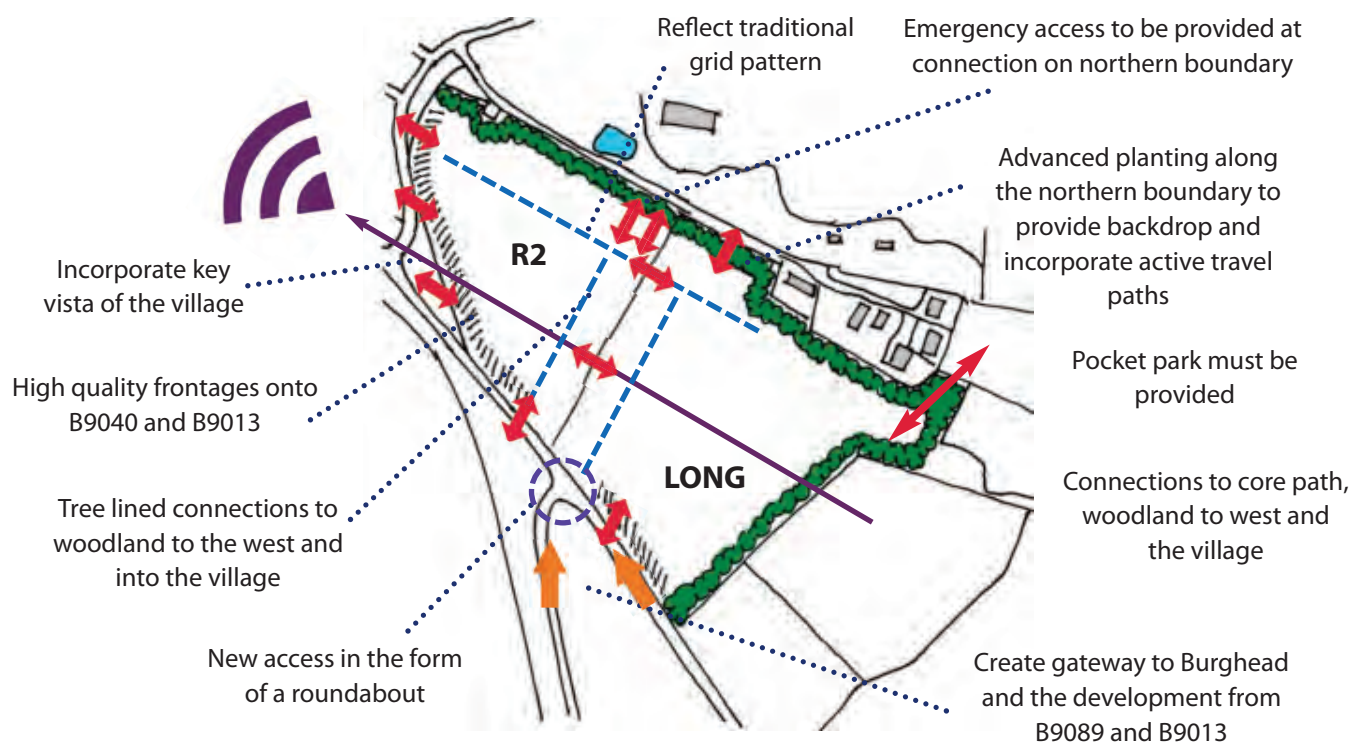 Reflect traditional
grid pattern
Emergency access to be provided at
connection on northern boundary
Advanced planting along
the northern boundary to
provide backdrop and
incorporate active travel
paths
R2
Incorporate key
vista of the village
Pocket park must be
provided
High quality frontages onto
B9040 and B9013
LONG
Connections to core path,
woodland to west and
the village
Tree lined connections to
woodland to the west and
into the village
New access in the form
of a roundabout
Create gateway to Burghead
and the development from
B9089 and B9013